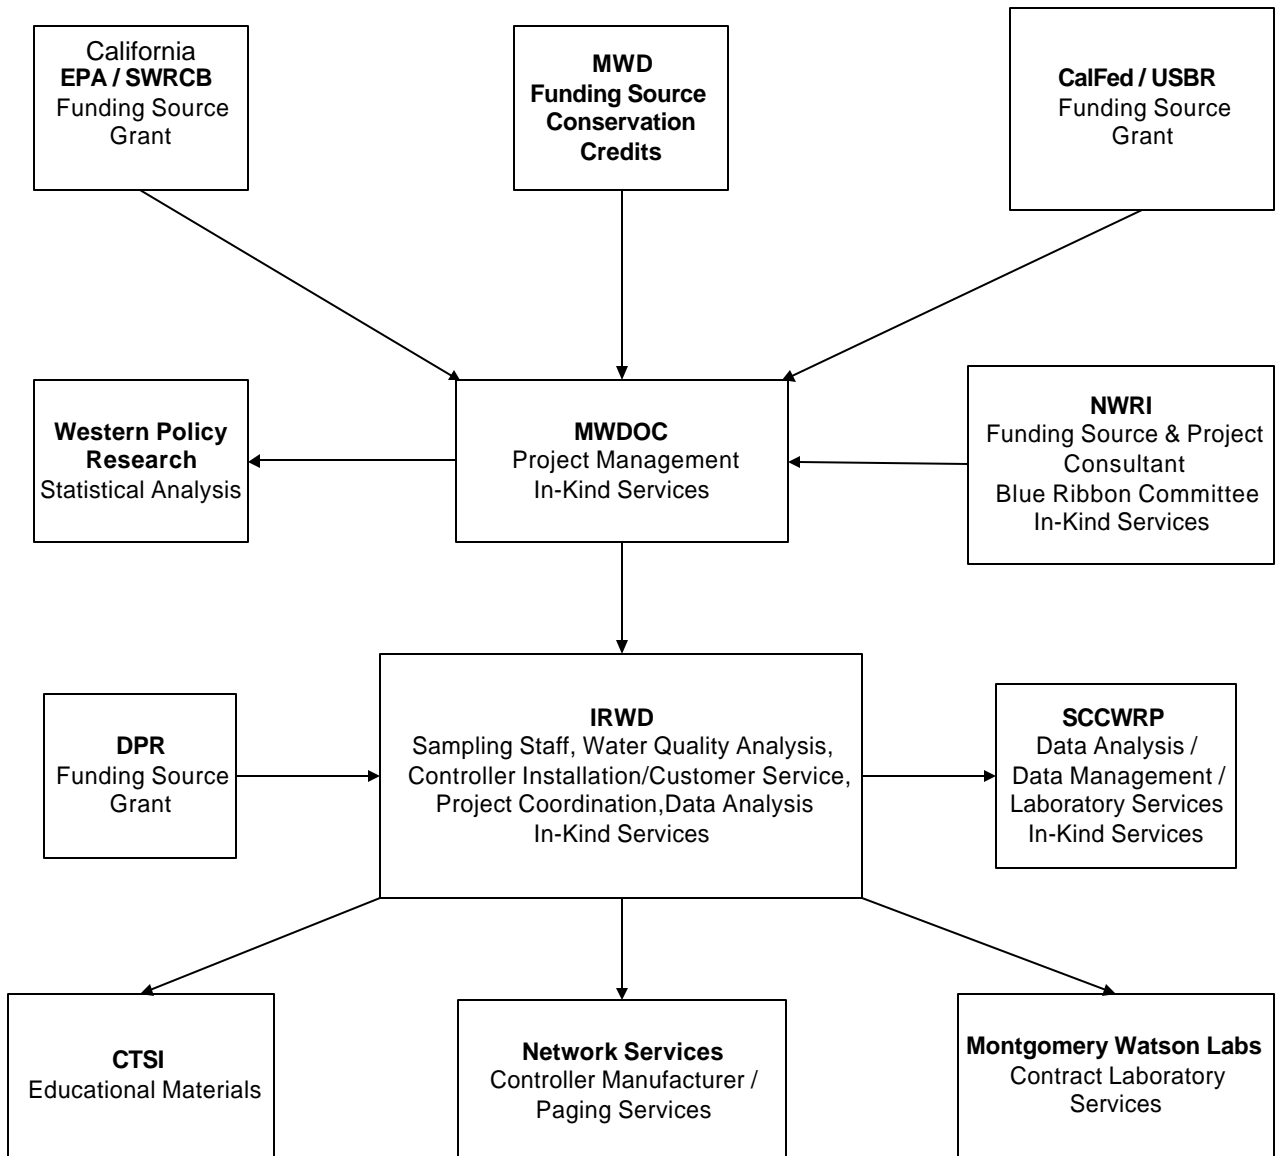 California
EPA / SWRCB
Funding Source
Grant
MWD
Funding Source
Conservation
Credits
CalFed / USBR
Funding Source
Grant
Western Policy
Research
Statistical Analysis
MWDOC
Project Management
In-Kind Services
NWRI
Funding Source & Project
Consultant
Blue Ribbon Committee
In-Kind Services
DPR
Funding Source
Grant
IRWD
Sampling Staff, Water Quality Analysis,
Controller Installation/Customer Service,
Project Coordination,Data Analysis
In-Kind Services
SCCWRP
Data Analysis /
Data Management /
Laboratory Services
In-Kind Services
CTSI
Educational Materials
Network Services
Controller Manufacturer /
Paging Services
Montgomery Watson Labs
Contract Laboratory
Services